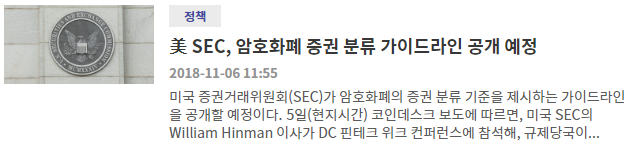 정책
美 SEC, 암호화폐 증권 분류 가이드라인 공개 예정
2018-11-06 11:55
미국 증권거래위원회(SEC)가 암호화폐의 증권 분류 기준을 제시하는 가이드라인
을 공개할 예정이다. 5일(현지시간) 코인데스크 보도에 따르면, 미국 SEC의
William Hinman 이사가 DC 핀테크 위크 컨퍼런스에 참석해, 규제당국이...